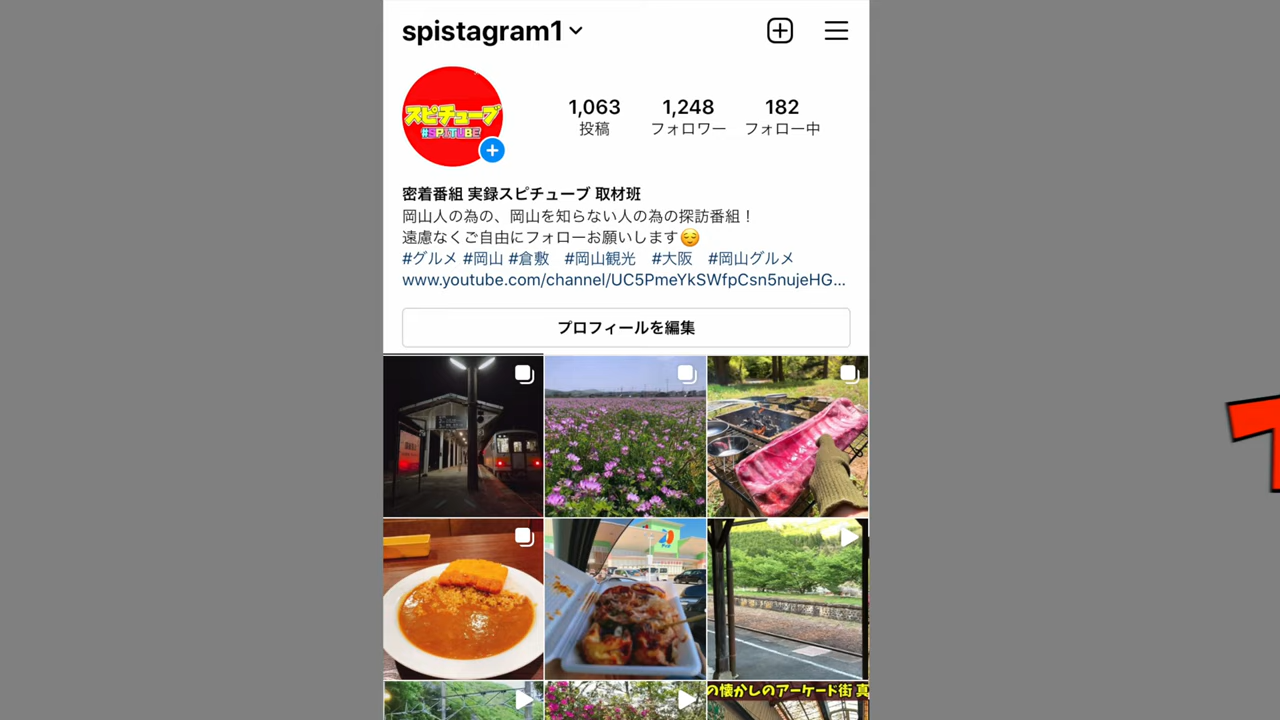 spistagram1
スピチューブ
#SPITUBE
1,063
投稿
1,248
フォロワー
182
フォロー中
密着番組 実録スピチューブ 取材班
岡山人の為の、岡山を知らない人の為の探訪番組！
遠慮なくご自由にフォローお願いします😌
#グルメ #岡山 #倉敷 #岡山観光 #大阪 #岡山グルメ
www.youtube.com/channel/UC5PmeYkSWfpCsn5nujeHG...
プロフィールを編集
の懐かしのアーケード街 真